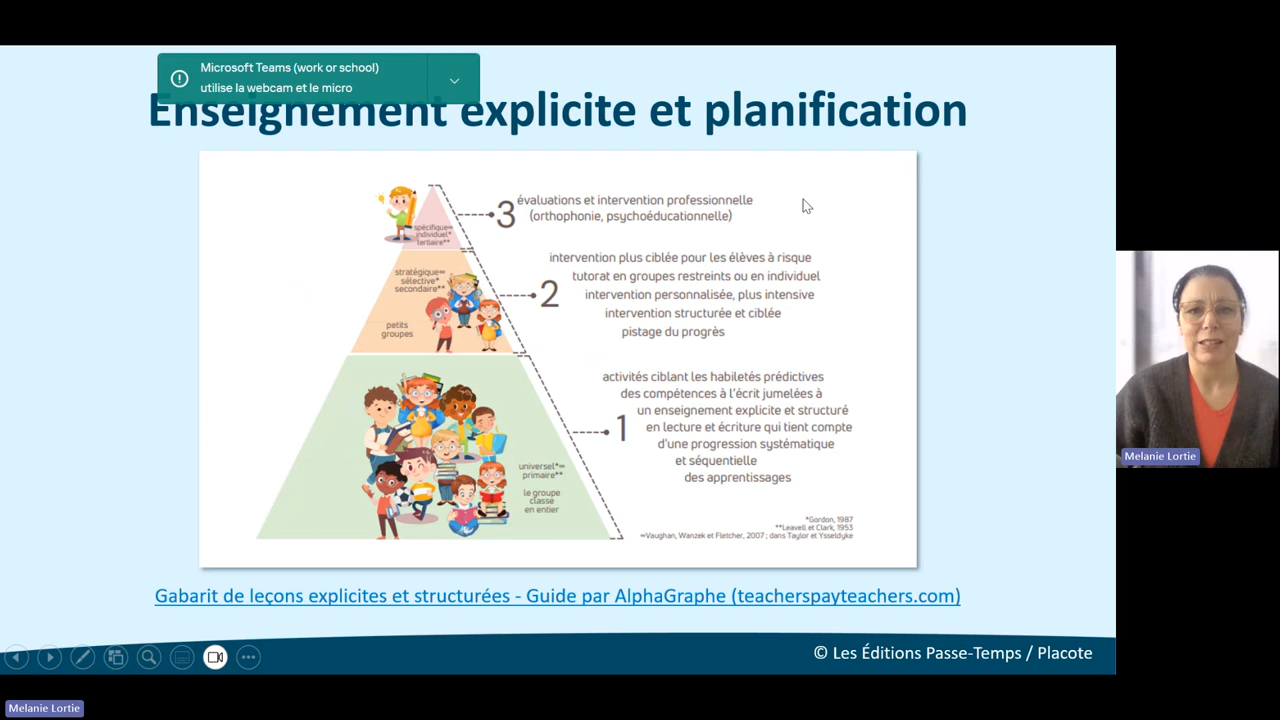 Microsoft Teams (work or school)
utilise la webcam et le micro
Enseignement explicite et planification
3
évaluations et intervention professionnelle
(orthophonie, psychoéducationnelle)
spécifique∞
individuel*
tertiaire**
2
intervention plus ciblée pour les élèves à risque
tutorat en groupes restreints ou en individuel
intervention personnalisée, plus intensive
intervention structurée et ciblée
pistage du progrès
stratégique∞
sélective*
secondaire**
petits
groupes
1
activités ciblant les habiletés prédictives
des compétences à l'écrit jumelées à
un enseignement explicite et structuré
en lecture et écriture qui tient compte
d'une progression systématique
et séquentielle
des apprentissages
universel*∞
primaire**
le groupe
classe
en entier
*Gordon, 1987
**Leavell et Clark, 1953
∞Vaughan, Wanzek et Fletcher, 2007 ; dans Taylor et Ysseldyke
Gabarit de leçons explicites et structurées - Guide par AlphaGraphe (teacherspayteachers.com)
© Les Éditions Passe-Temps / Placote
Melanie Lortie
Melanie Lortie